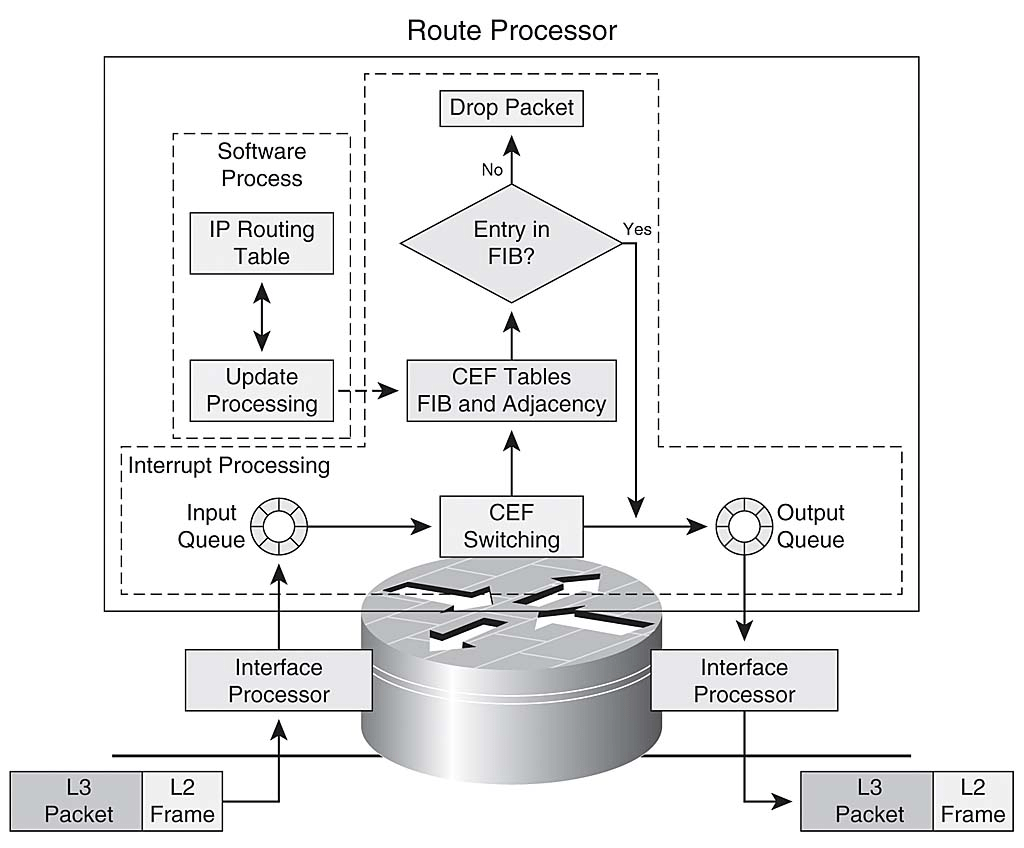 Route Processor
Drop Packet
Software
Process
No
IP Routing
Table
Entry in
FIB?
Yes
Update
Processing
CEF Tables
FIB and Adjacency
Interrupt Processing
Input
Queue
CEF
Switching
Output
Queue
Interface
Processor
Interface
Processor
L3
Packet
L2
Frame
L3
Packet
L2
Frame